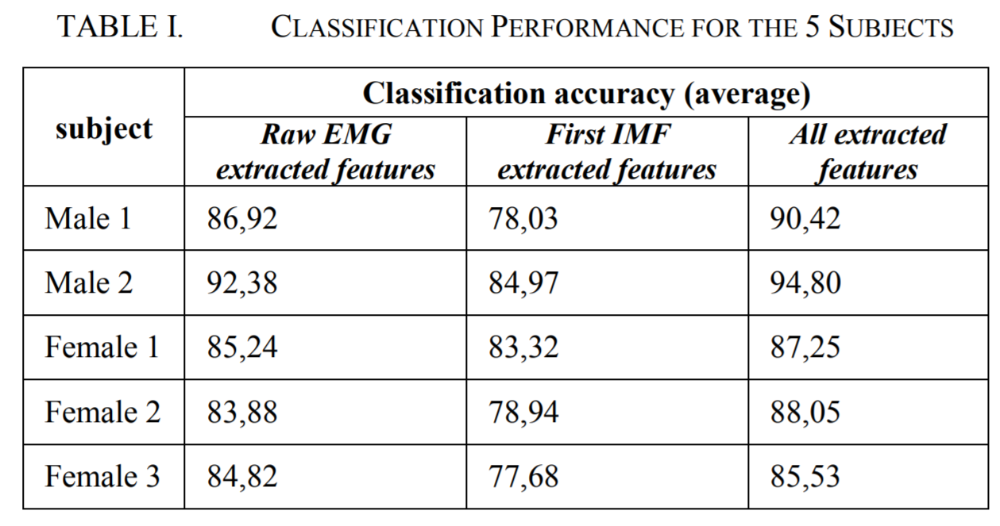 TABLE I. CLASSIFICATION PERFORMANCE FOR THE 5 SUBJECTS
subject
Classification accuracy (average)
Raw EMG
extracted features
First IMF
extracted features
All extracted
features
Male 1 86,92 78,03 90,42
Male 2 92,38 84,97 94,80
Female 1 85,24 83,32 87,25
Female 2 83,88 78,94 88,05
Female 3 84,82 77,68 85,53